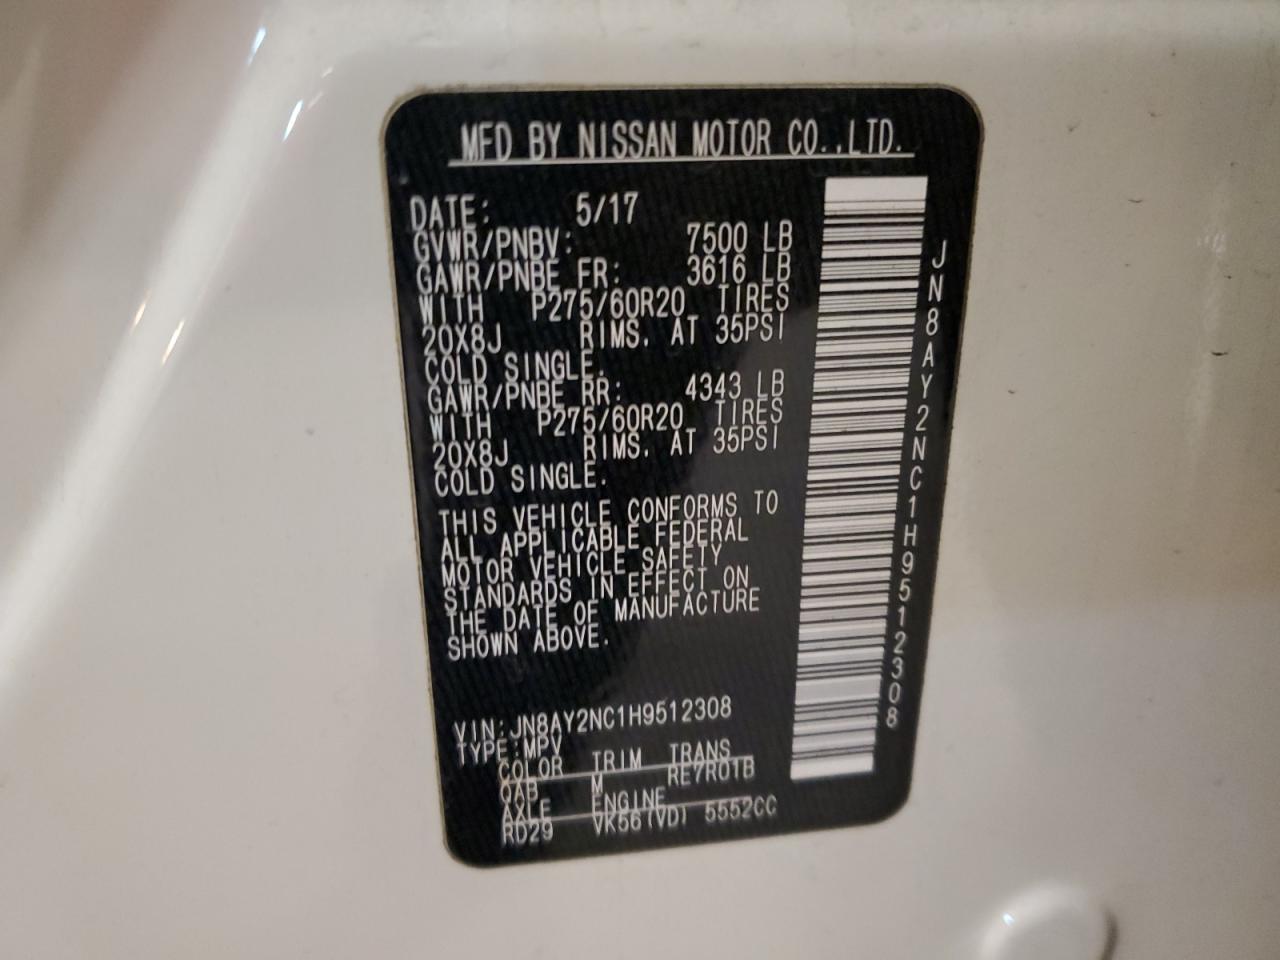 MFD BY NISSAN MOTOR CO.,LTD.
DATE: 5/17
GVWR/PNBV: 7500 LB
GAWR/PNBE FR: 3616 LB
WITH P275/60R20 TIRES
20X8J RIMS. AT 35PSI
COLD SINGLE.
GAWR/PNBE RR: 4343 LB
WITH P275/60R20 TIRES
20X8J RIMS. AT 35PSI
COLD SINGLE.
THIS VEHICLE CONFORMS TO
ALL APPLICABLE FEDERAL
MOTOR VEHICLE SAFETY
STANDARDS IN EFFECT ON
THE DATE OF MANUFACTURE
SHOWN ABOVE.
VIN:JN8AY2NC1H9512308
TYPE:MPV
COLOR TRIM TRANS
QAB M RE7R01B
AXLE ENGINE
RD29 VK56(VD) 5552CC
JN8AY2NC1H9512308